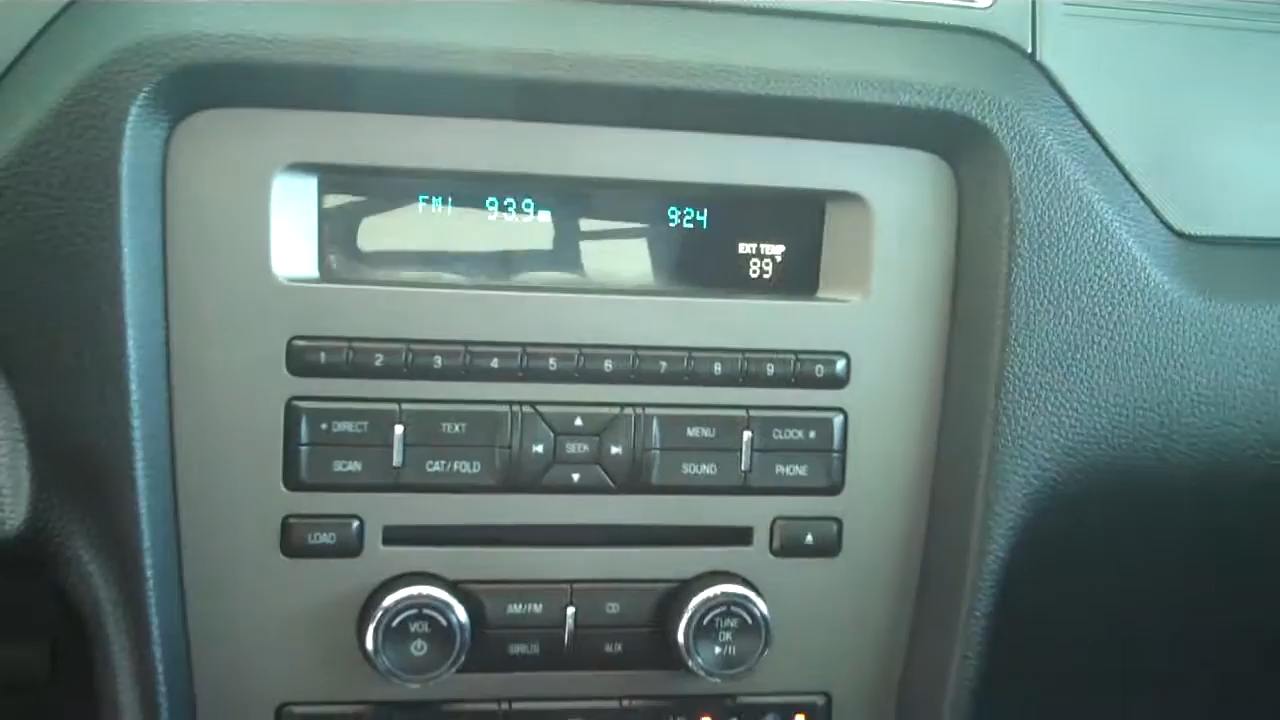 FM1 93.9 9:24
EXT TEMP
89°
1 2 3 4 5 6 7 8 9 0
* DIRECT TEXT MENU CLOCK #
SEEK
SCAN CAT/FOLD SOUND PHONE
LOAD
AM/FM CD
VOL TUNE
OK
SIRIUS AUX